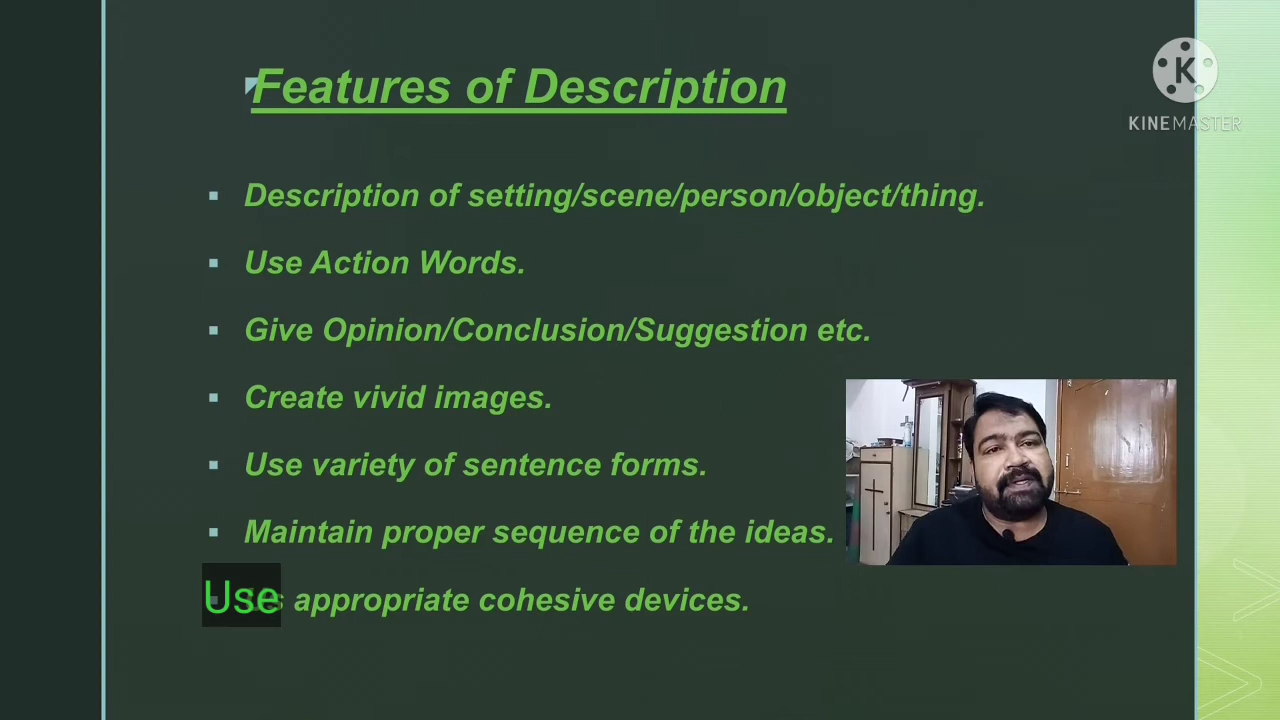 Features of Description
K
KINEMASTER
Description of setting/scene/person/object/thing.
Use Action Words.
Give Opinion/Conclusion/Suggestion etc.
Create vivid images.
Use variety of sentence forms.
Maintain proper sequence of the ideas.
Use appropriate cohesive devices.